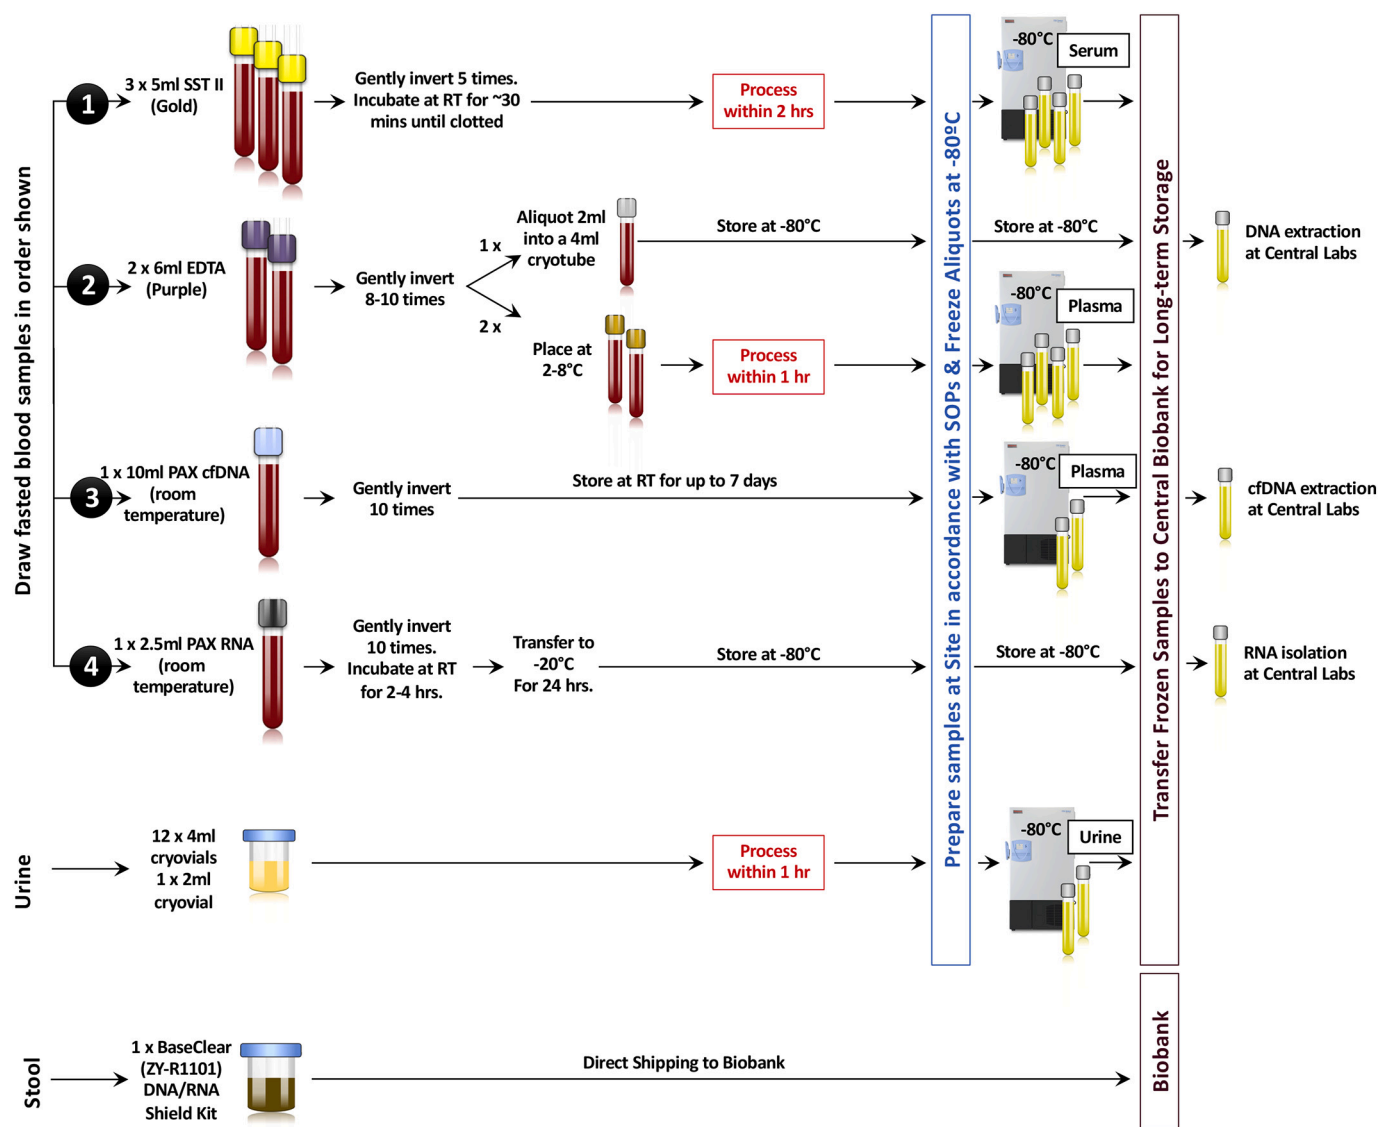 Draw fasted blood samples in order shown
1
3 x 5ml SST II
(Gold)
Gently invert 5 times.
Incubate at RT for ~30
mins until clotted
Process
within 2 hrs
-80°C
Serum
2
2 x 6ml EDTA
(Purple)
Gently invert
8-10 times
1 x
Aliquot 2ml
into a 4ml
cryotube
Store at -80°C
Store at -80°C
DNA extraction
at Central Labs
2 x
Place at
2-8°C
Process
within 1 hr
-80°C
Plasma
3
1 x 10ml PAX cfDNA
(room
temperature)
Gently invert
10 times
Store at RT for up to 7 days
-80°C
Plasma
cfDNA extraction
at Central Labs
4
1 x 2.5ml PAX RNA
(room
temperature)
Gently invert
10 times.
Incubate at RT
for 2-4 hrs.
Transfer to
-20°C
For 24 hrs.
Store at -80°C
Store at -80°C
RNA isolation
at Central Labs
Prepare samples at Site in accordance with SOPs & Freeze Aliquots at -80ºC
Transfer Frozen Samples to Central Biobank for Long-term Storage
Urine
12 x 4ml
cryovials
1 x 2ml
cryovial
Process
within 1 hr
-80°C
Urine
Stool
1 x BaseClear
(ZY-R1101)
DNA/RNA
Shield Kit
Direct Shipping to Biobank
Biobank